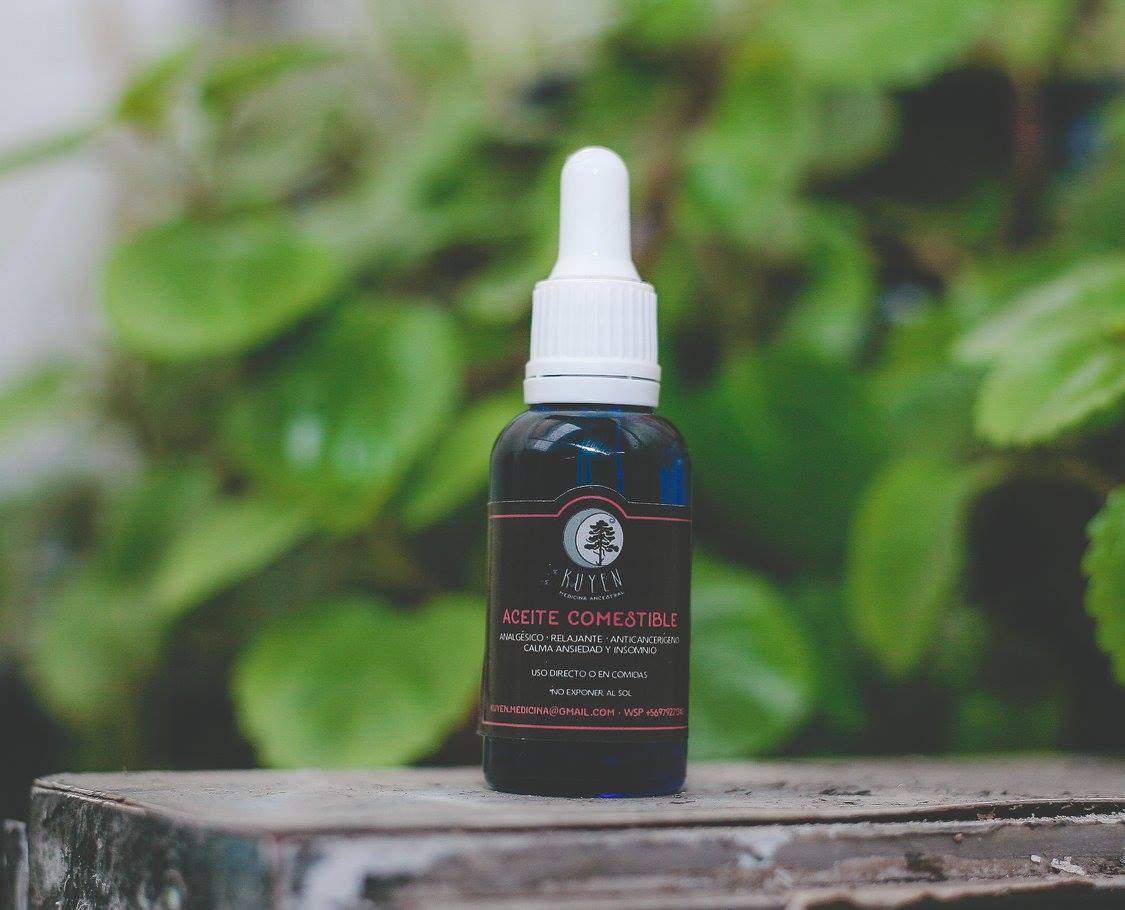 KUYEN
MEDICINA ANCESTRAL
ACEITE COMESTIBLE
ANALGÉSICO · RELAJANTE · ANTICANCERIGENO
CALMA ANSIEDAD Y INSOMNIO
USO DIRECTO O EN COMIDAS
*NO EXPONER AL SOL
KUYEN.MEDICINA@GMAIL.COM · WSP